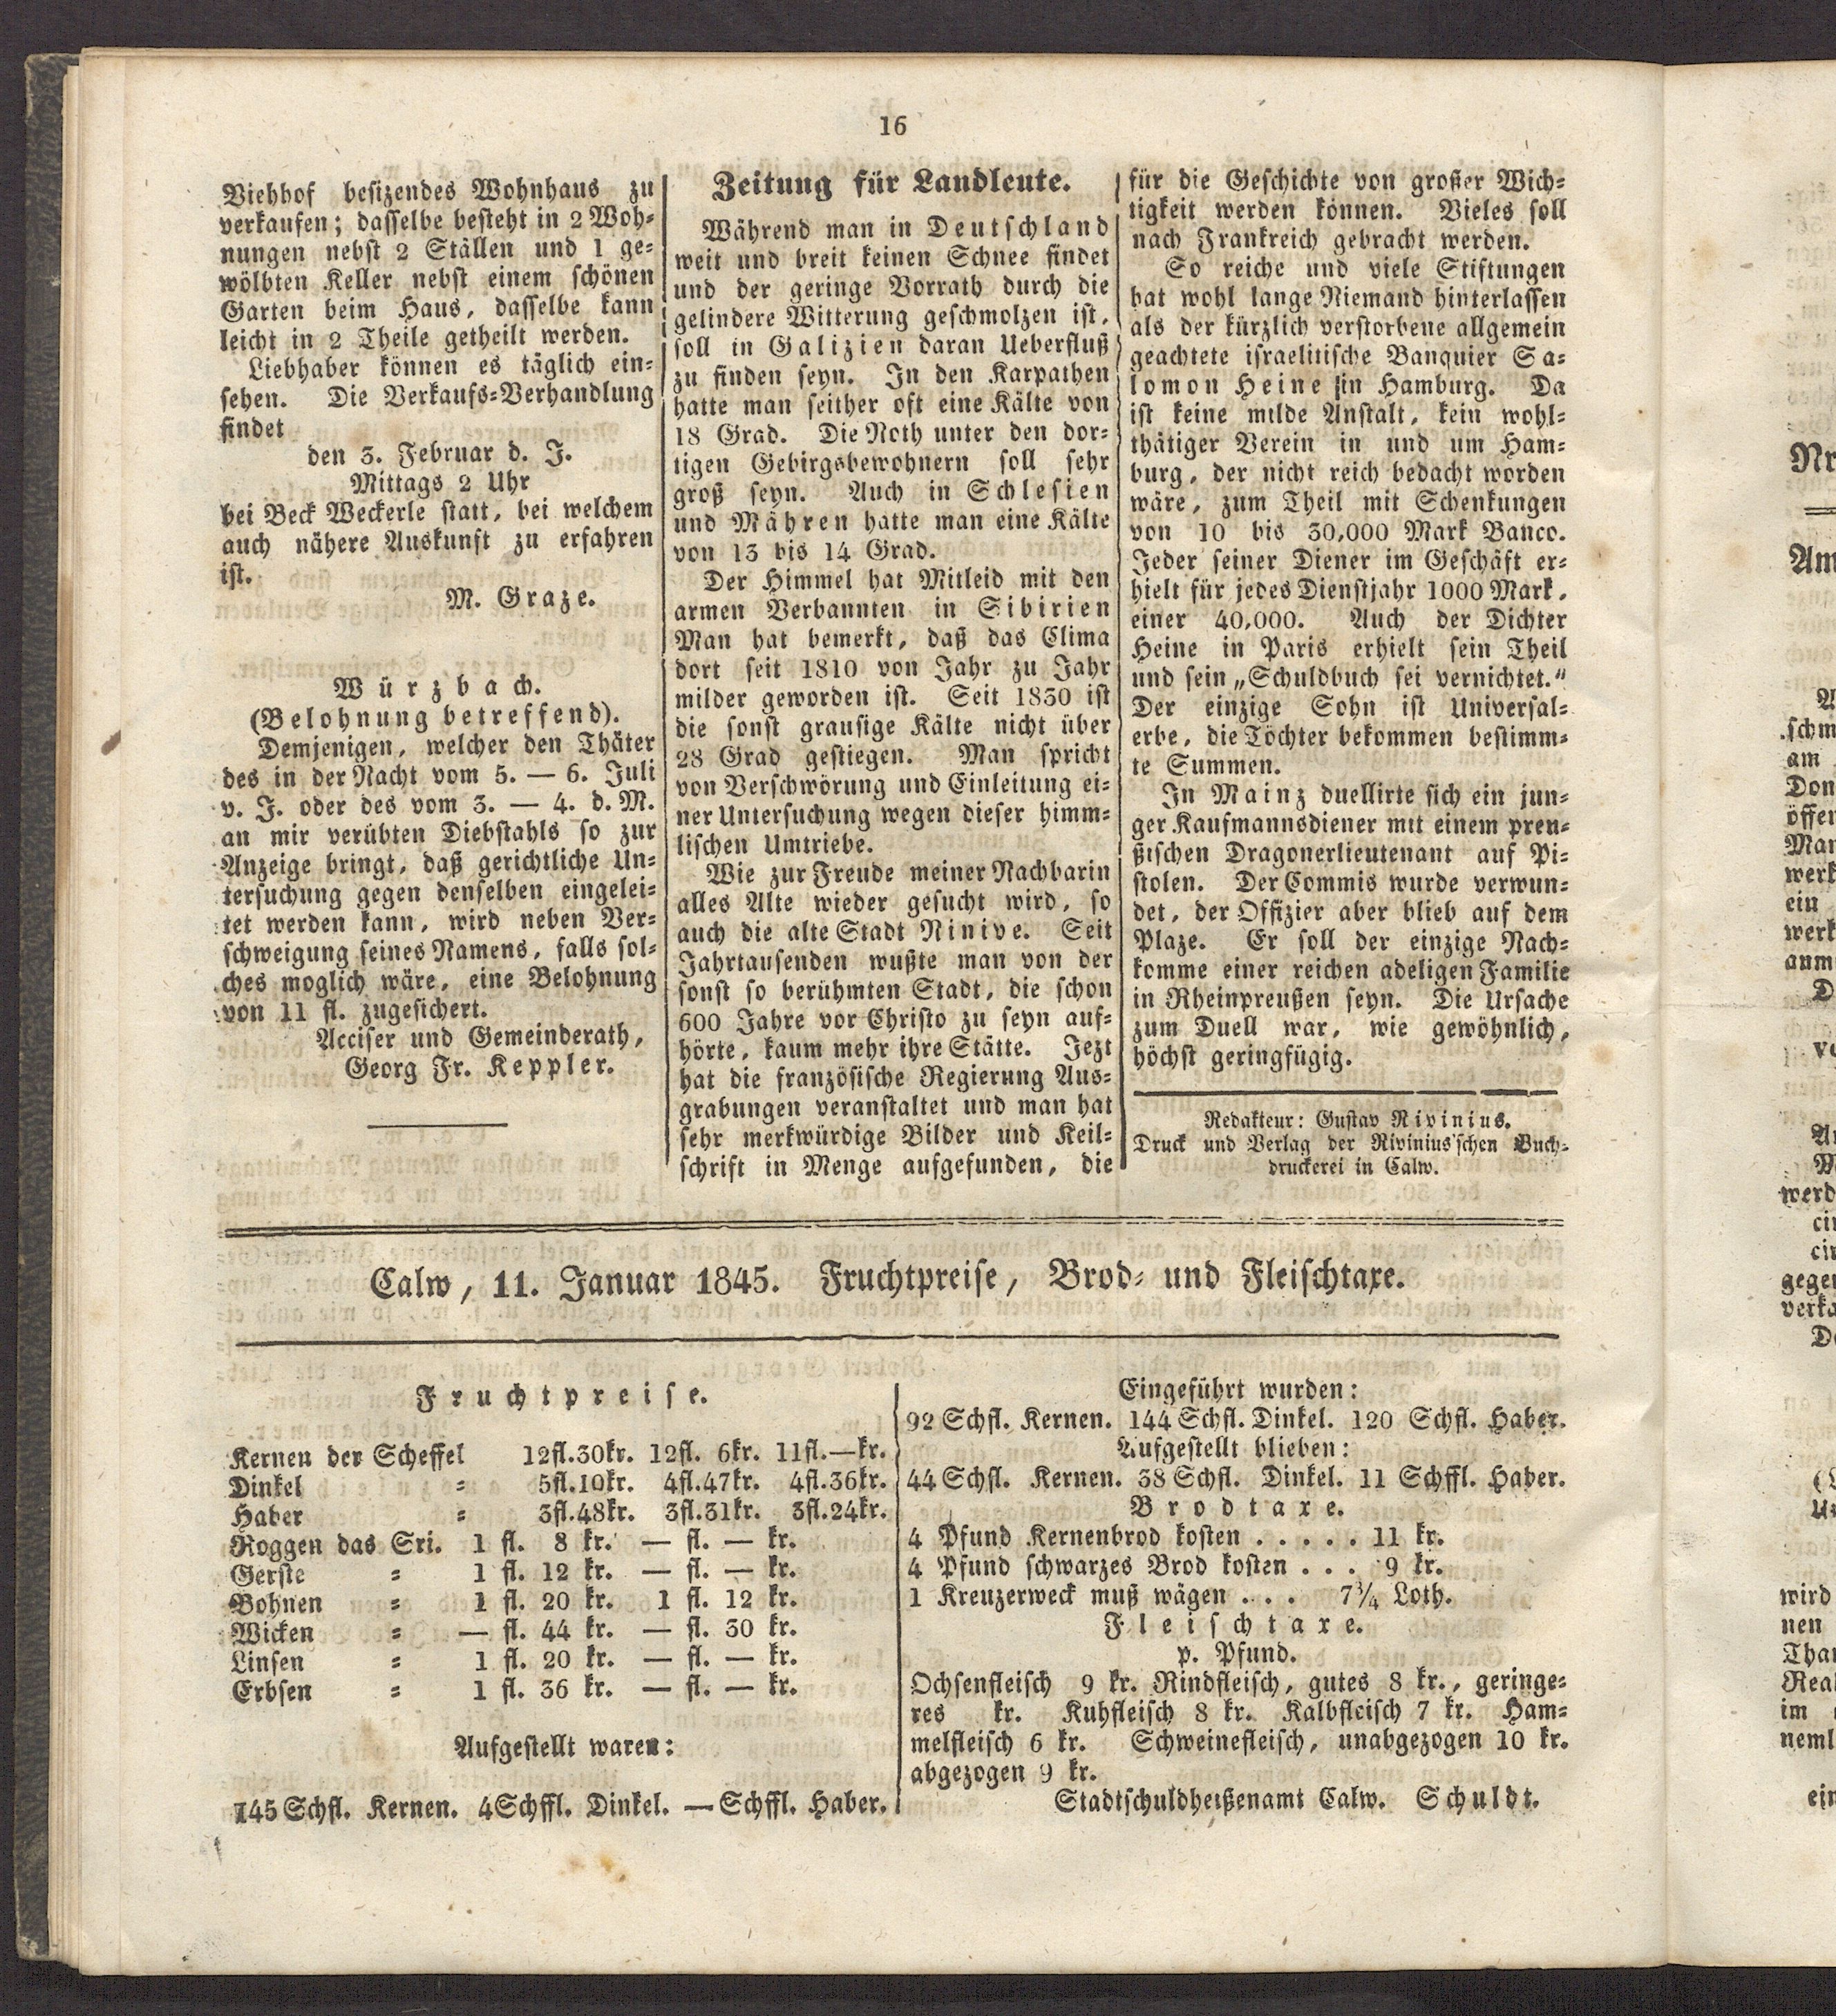 16
Viehhof besizendes Wohnhaus zu
verkaufen; dasselbe besteht in 2 Woh-
nungen nebst 2 Ställen und 1 ge-
wölbten Keller nebst einem schönen
Garten beim Haus, dasselbe kann
leicht in 2 Theile getheilt werden.
Liebhaber können es täglich ein-
sehen. Die Verkaufs-Verhandlung
findet
den 3. Februar d. J.
Mittags 2 Uhr
bei Beck Weckerle statt, bei welchem
auch nähere Auskunft zu erfahren
ist.
M. Graze.
Würzbach.
(Belohnung betreffend).
Demjenigen, welcher den Thäter
des in der Nacht vom 5. — 6. Juli
v. J. oder des vom 3. — 4. d. M.
an mir verübten Diebstahls so zur
Anzeige bringt, daß gerichtliche Un-
tersuchung gegen denselben eingelei-
tet werden kann, wird neben Ver-
schweigung seines Namens, falls sol-
ches moglich wäre, eine Belohnung
von 11 fl. zugesichert.
Acciser und Gemeinderath,
Georg Fr. Keppler.
Zeitung für Landleute.
Während man in Deutschland
weit und breit keinen Schnee findet
und der geringe Vorrath durch die
gelindere Witterung geschmolzen ist,
soll in Galizien daran Ueberfluß
zu finden seyn. In den Karpathen
hatte man seither oft eine Kälte von
18 Grad. Die Noth unter den dor-
tigen Gebirgsbewohnern soll sehr
groß seyn. Auch in Schlesien
und Mähren hatte man eine Kälte
von 13 bis 14 Grad.
Der Himmel hat Mitleid mit den
armen Verbannten in Sibirien
Man hat bemerkt, daß das Clima
dort seit 1810 von Jahr zu Jahr
milder geworden ist. Seit 1830 ist
die sonst grausige Kälte nicht über
28 Grad gestiegen. Man spricht
von Verschwörung und Einleitung ei-
ner Untersuchung wegen dieser himm-
lischen Umtriebe.
Wie zur Freude meiner Nachbarin
alles Alte wieder gesucht wird, so
auch die alte Stadt Ninive. Seit
Jahrtausenden wußte man von der
sonst so berühmten Stadt, die schon
600 Jahre vor Christo zu seyn auf-
hörte, kaum mehr ihre Stätte. Jezt
hat die französische Regierung Aus-
grabungen veranstaltet und man hat
sehr merkwürdige Bilder und Keil-
schrift in Menge aufgefunden, die
für die Geschichte von großer Wich-
tigkeit werden können. Vieles soll
nach Frankreich gebracht werden.
So reiche und viele Stiftungen
hat wohl lange Niemand hinterlassen
als der kürzlich verstorbene allgemein
geachtete israelitische Banquier Sa-
lomon Heine in Hamburg. Da
ist keine milde Anstalt, kein wohl-
thätiger Verein in und um Ham-
burg, der nicht reich bedacht worden
wäre, zum Theil mit Schenkungen
von 10 bis 30,000 Mark Banco.
Jeder seiner Diener im Geschäft er-
hielt für jedes Dienstjahr 1000 Mark,
einer 40,000. Auch der Dichter
Heine in Paris erhielt sein Theil
und sein „Schuldbuch sei vernichtet."
Der einzige Sohn ist Universal-
erbe, die Töchter bekommen bestimm-
te Summen.
In Mainz duellirte sich ein jun-
ger Kaufmannsdiener mit einem preu-
ßischen Dragonerlieutenant auf Pi-
stolen. Der Commis wurde verwun-
det, der Offizier aber blieb auf dem
Plaze. Er soll der einzige Nach-
komme einer reichen adeligen Familie
in Rheinpreußen seyn. Die Ursache
zum Duell war, wie gewöhnlich,
höchst geringfügig.
Redakteur: Gustav Rivinius.
Druck und Verlag der Rivinius'schen Buch-
druckerei in Calw.
Calw, 11. Januar 1845. Fruchtpreise, Brod- und Fleischtaxe.
Fruchtpreise.
Kernen der Scheffel 12fl.30kr. 12fl. 6kr. 11fl.—kr.
Dinkel = 5fl.10kr. 4fl.47kr. 4fl.36kr.
Haber = 3fl.48kr. 3fl.31kr. 3fl.24kr.
Roggen das Sri. 1 fl. 8 kr. — fl. — kr.
Gerste = 1 fl. 12 kr. — fl. — kr.
Bohnen = 1 fl. 20 kr. 1 fl. 12 kr.
Wicken = — fl. 44 kr. — fl. 30 kr.
Linsen = 1 fl. 20 kr. — fl. — kr.
Erbsen = 1 fl. 36 kr. — fl. — kr.
Aufgestellt waren:
145 Schfl. Kernen. 4 Schffl. Dinkel. — Schffl. Haber.
Eingeführt wurden:
92 Schfl. Kernen. 144 Schfl. Dinkel. 120 Schfl. Haber.
Aufgestellt blieben:
44 Schfl. Kernen. 38 Schfl. Dinkel. 11 Schffl. Haber.
Brodtaxe.
4 Pfund Kernenbrod kosten . . . . . 11 kr.
4 Pfund schwarzes Brod kosten . . . 9 kr.
1 Kreuzerweck muß wägen . . . 7¾ Loth.
Fleischtaxe.
p. Pfund.
Ochsenfleisch 9 kr. Rindfleisch, gutes 8 kr., geringe-
res kr. Kuhfleisch 8 kr. Kalbfleisch 7 kr. Ham-
melfleisch 6 kr. Schweinefleisch, unabgezogen 10 kr.
abgezogen 9 kr.
Stadtschuldheißenamt Calw. Schuldt.